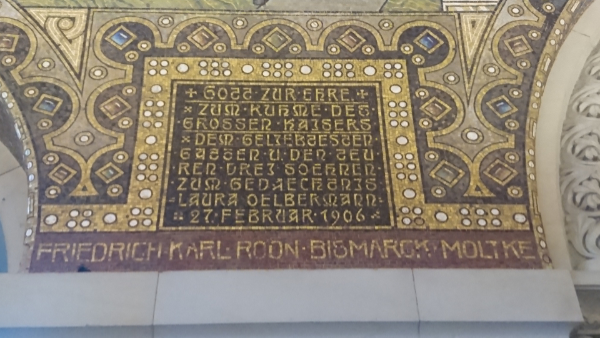 + GOTT ZUR EHRE. +
× ZUM RUHME DES
GROSSEN KAISERS
× DEM GELIEBTESTEN
GATTEN U. DEN TEU
REN DREI SOEHNEN
ZUM GEDAECHTNIS
LAURA OELBERMANN
× 27. FEBRUAR · 1906 ×
FRIEDRICH · KARL ROON · BISMARCK · MOLTKE